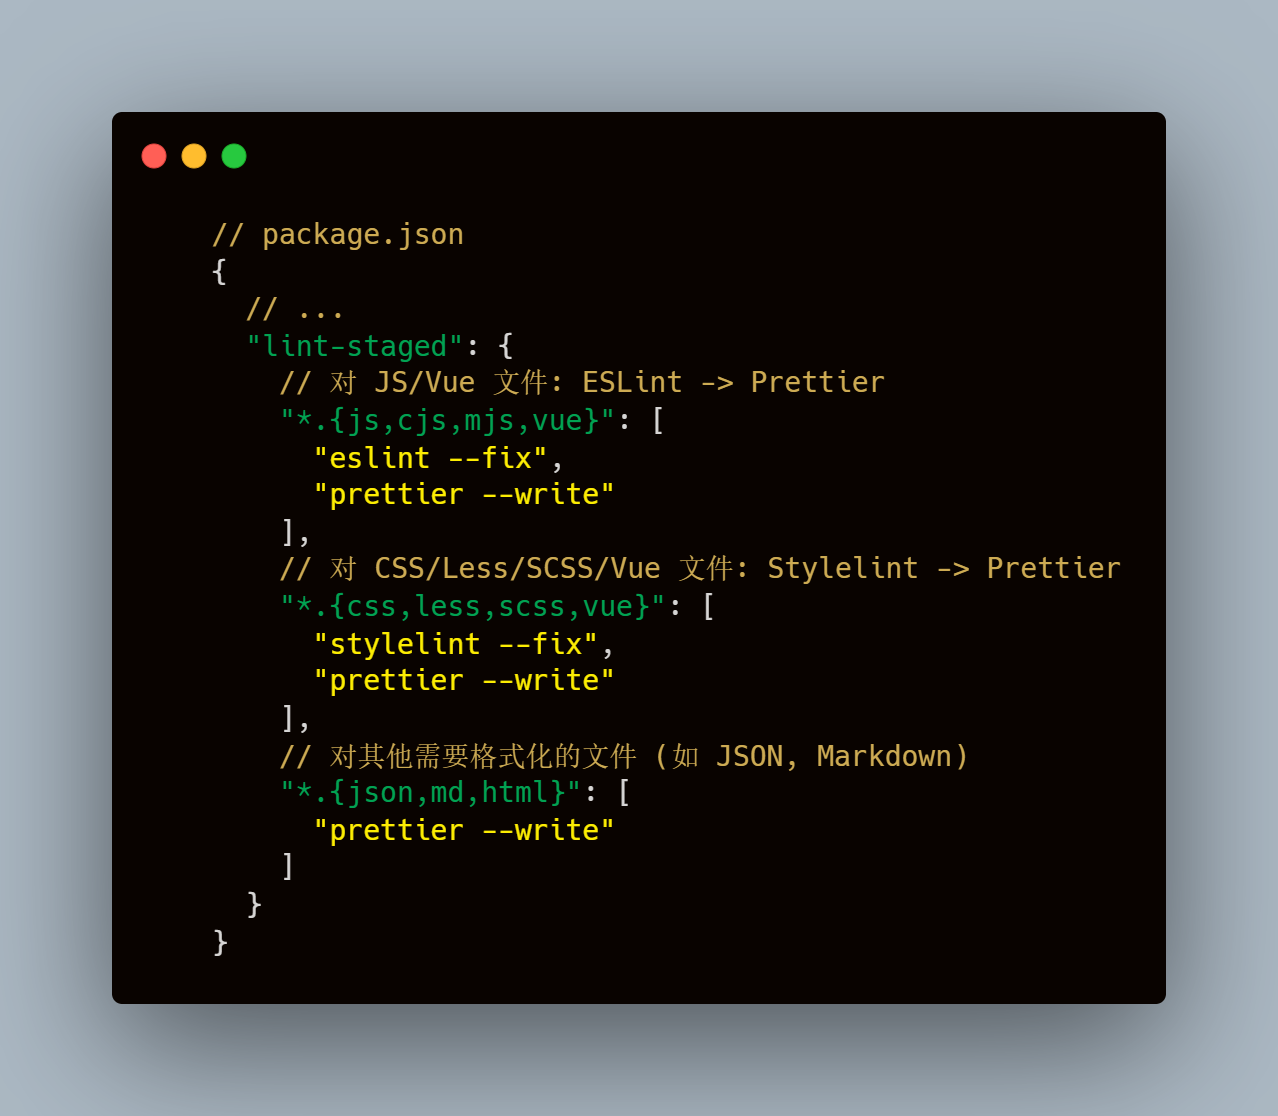 // package.json
{
  // ...
  "lint-staged": {
    // 对 JS/Vue 文件: ESLint -> Prettier
    "*.{js,cjs,mjs,vue}": [
      "eslint --fix",
      "prettier --write"
    ],
    // 对 CSS/Less/SCSS/Vue 文件: Stylelint -> Prettier
    "*.{css,less,scss,vue}": [
      "stylelint --fix",
      "prettier --write"
    ],
    // 对其他需要格式化的文件 (如 JSON, Markdown)
    "*.{json,md,html}": [
      "prettier --write"
    ]
  }
}